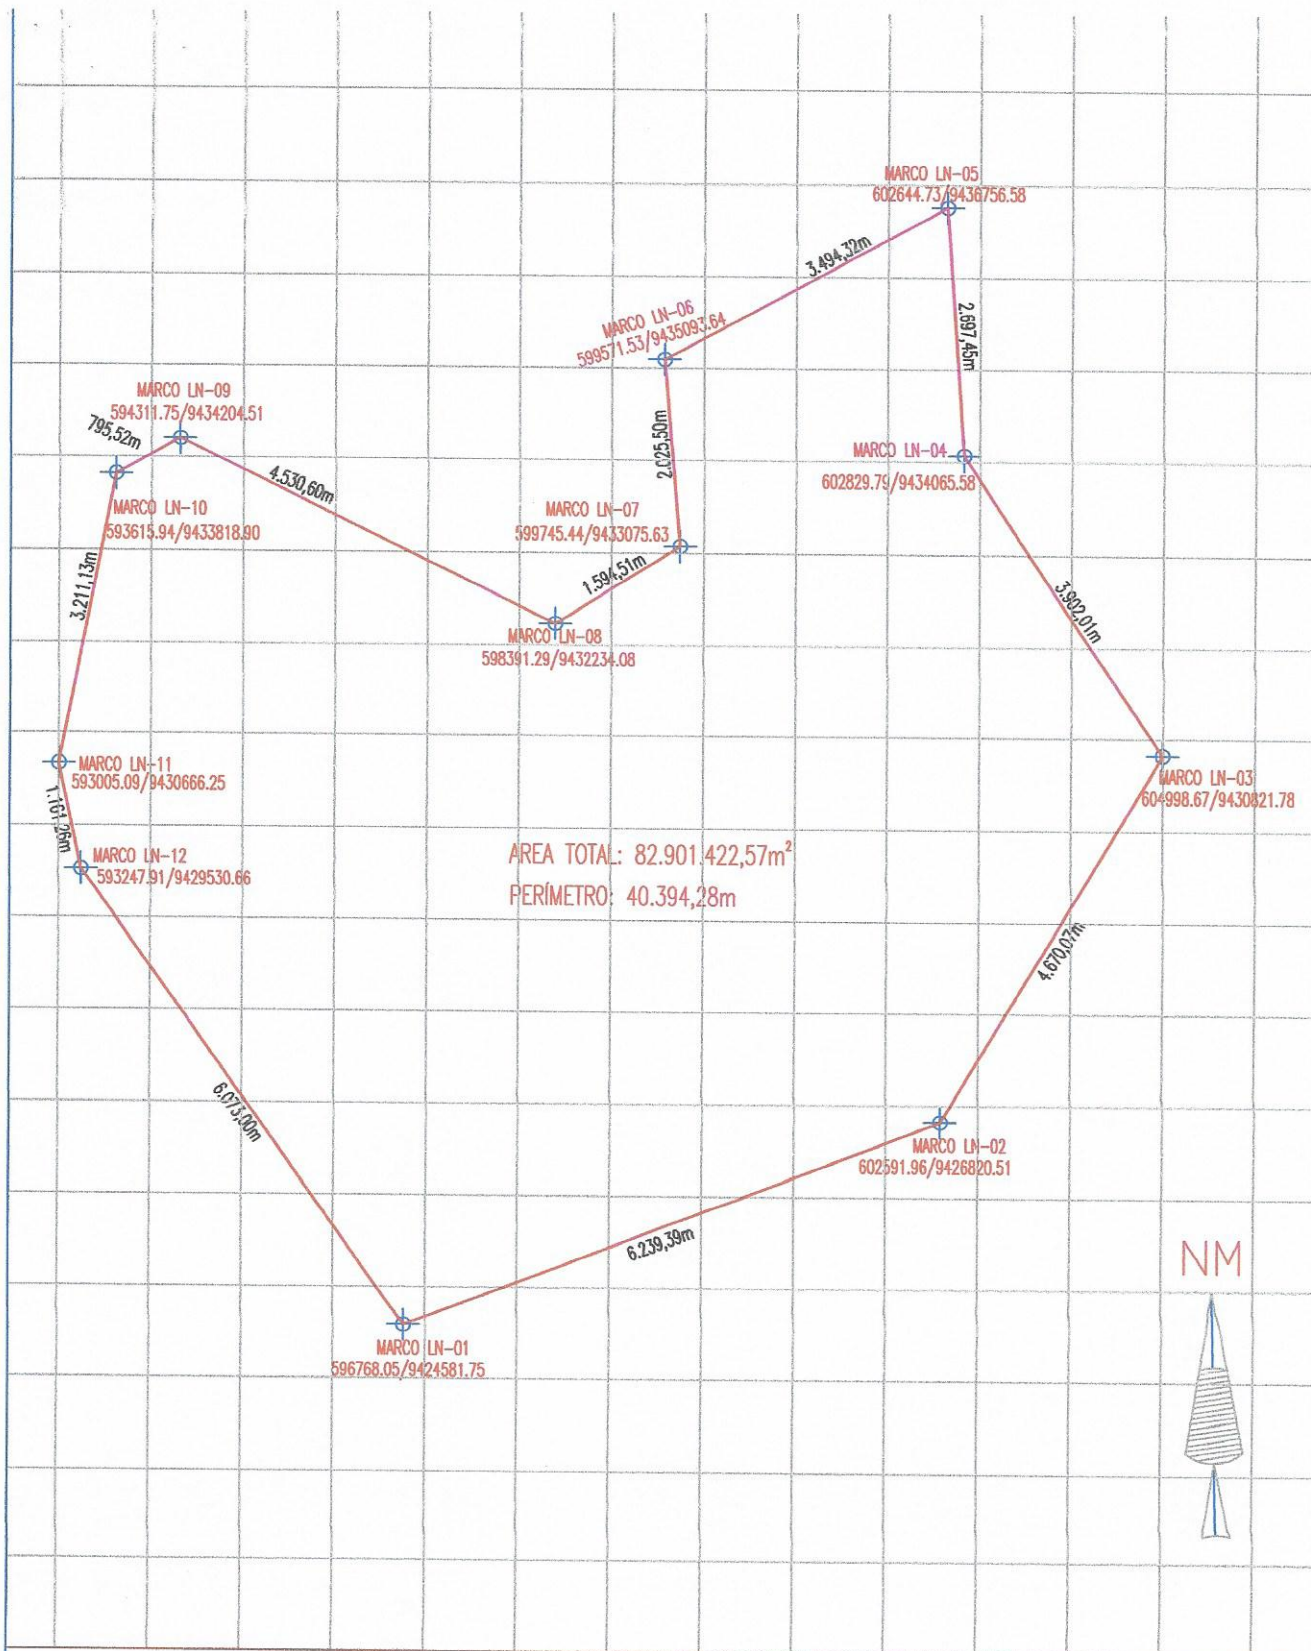 MARCO LN-05
602644.73/9436756.58
3.494,32m
MARCO LN-06
599571.53/9435093.64
2.697,45m
MARCO LN-09
594311.75/9434204.51
795,52m
2.025,50m
MARCO LN-04
602829.79/9434065.58
4.530,60m
MARCO LN-10
593615.94/9433818.90
MARCO LN-07
599745.44/9433075.63
3.211,13m
1.594,51m
3.902,01m
MARCO LN-08
598391.29/9432234.08
MARCO LN-11
593005.09/9430666.25
MARCO LN-03
604998.67/9430821.78
1.161,26m
MARCO LN-12
593247.91/9429530.66
AREA TOTAL: 82.901.422,57m²
PERÍMETRO: 40.394,28m
4.670,07m
6.073,00m
MARCO LN-02
602591.96/9426820.51
6.239,39m
NM
MARCO LN-01
596768.05/9424581.75